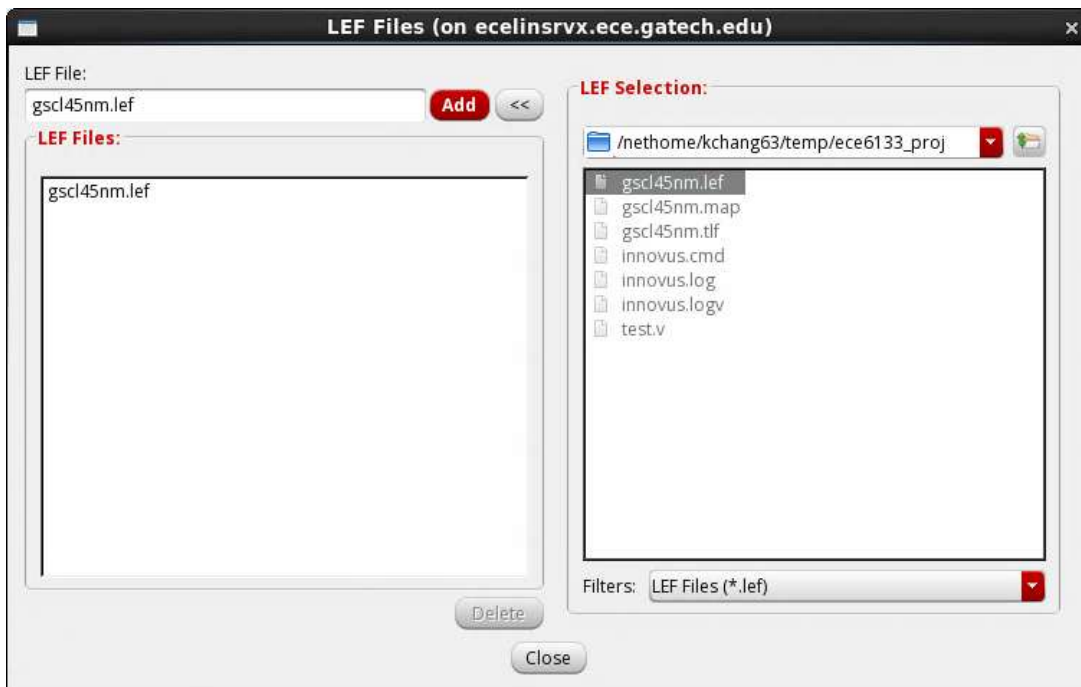 LEF Files (on ecelinsrvx.ece.gatech.edu)
LEF File:
gscl45nm.lef
Add
<<
LEF Files:
gscl45nm.lef
Delete
LEF Selection:
/nethome/kchang63/temp/ece6133_proj
gscl45nm.lef
gscl45nm.map
gscl45nm.tlf
innovus.cmd
innovus.log
innovus.logv
test.v
Filters: LEF Files (*.lef)
Close